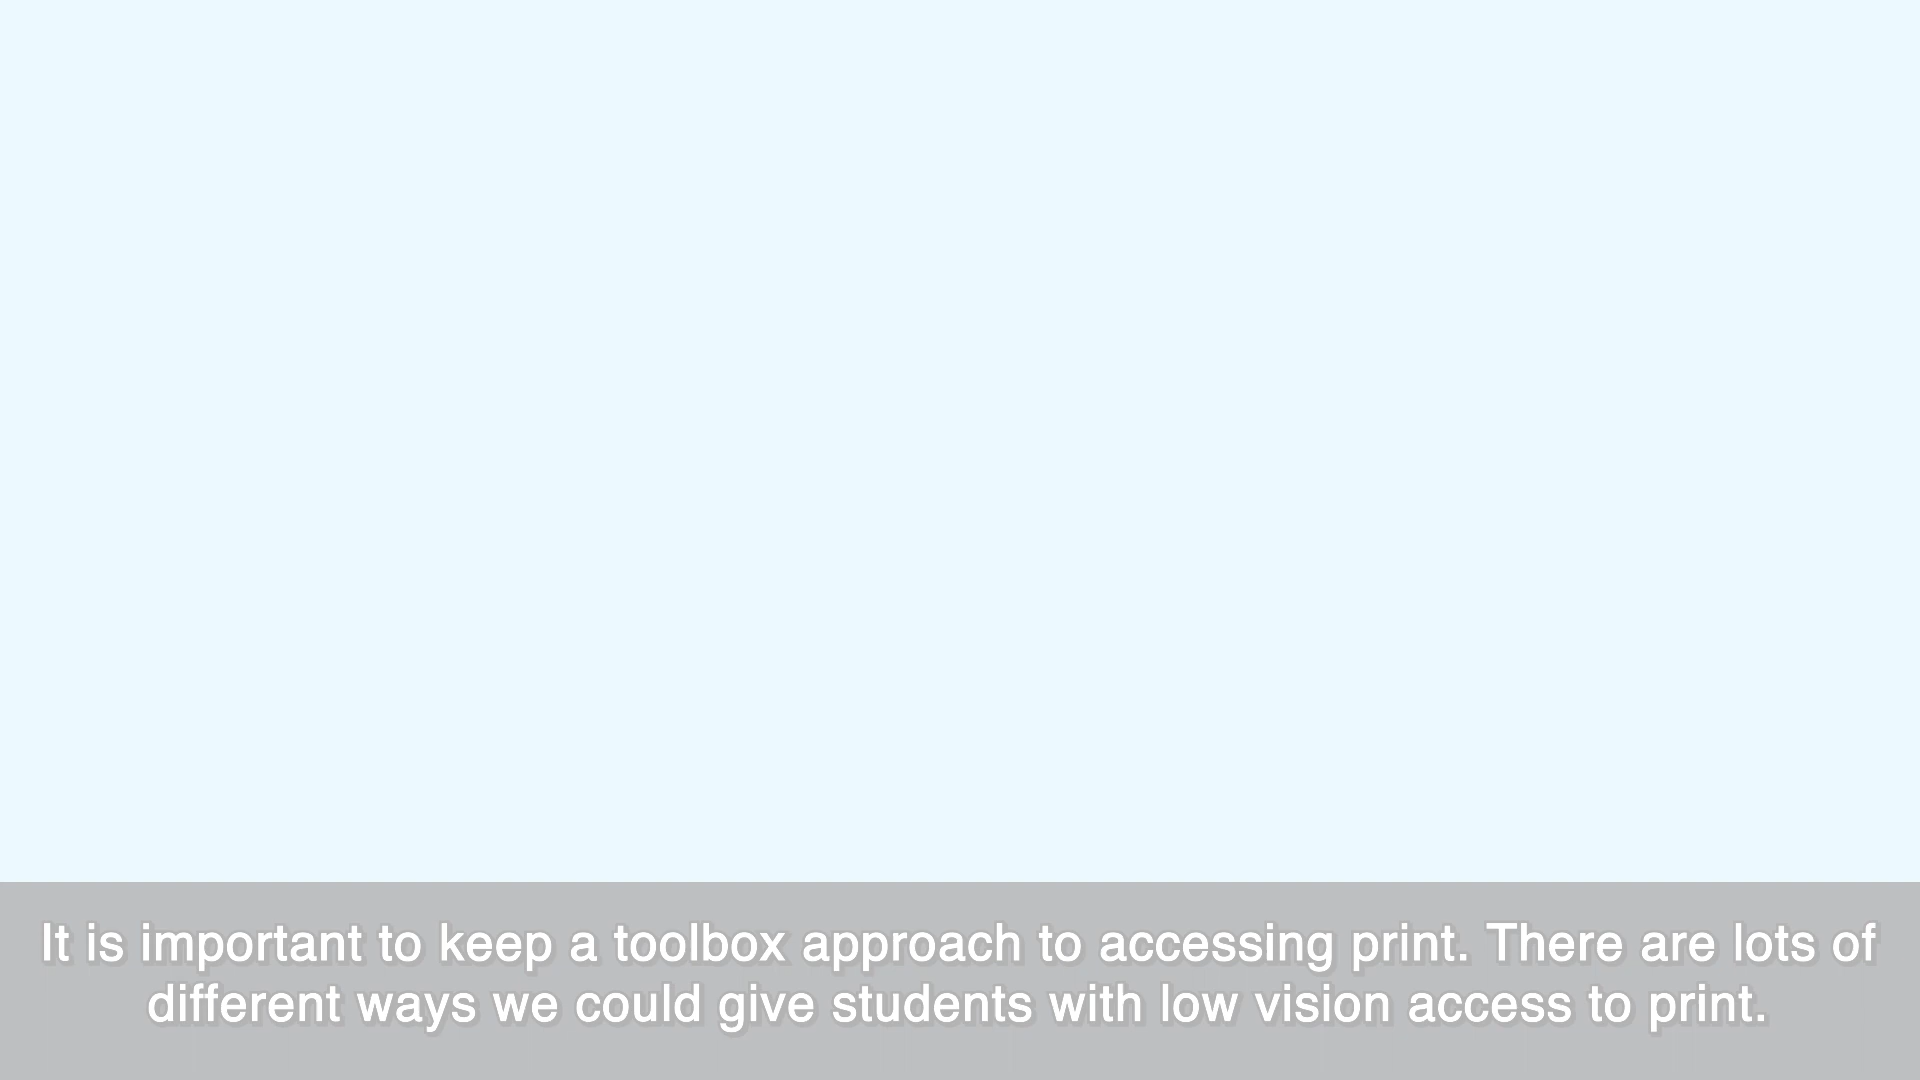 It is important to keep a toolbox approach to accessing print. There are lots of
different ways we could give students with low vision access to print.